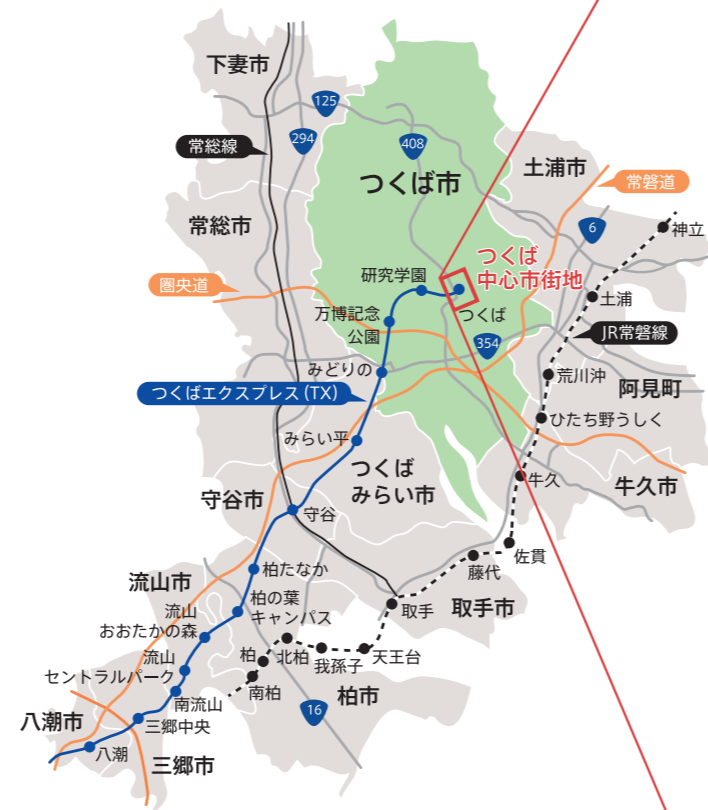 下妻市
125
294
常総線
408
つくば市
土浦市
常磐道
常総市
6
神立
研究学園
つくば
中心市街地
圏央道
万博記念
公園
つくば
土浦
354
JR常磐線
みどりの
荒川沖
阿見町
つくばエクスプレス(TX)
ひたち野うしく
みらい平
つくば
みらい市
牛久
牛久市
守谷市
守谷
佐貫
藤代
流山市
柏たなか
柏の葉
キャンパス
取手
取手市
流山
おおたかの森
柏
北柏
我孫子
天王台
流山
セントラルパーク
南柏
南流山
柏市
16
八潮市
三郷中央
八潮
三郷市